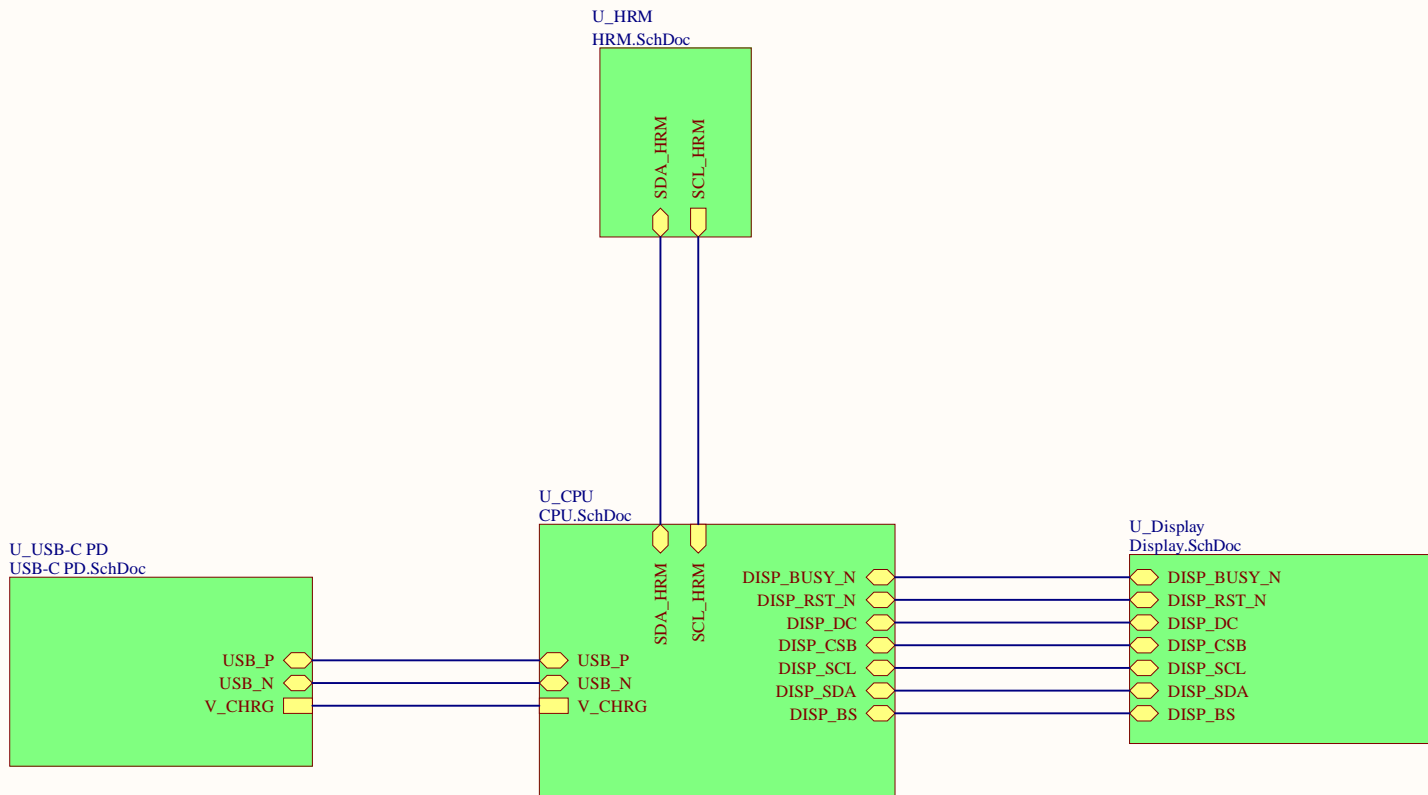 U_HRM
HRM.SchDoc
SDA_HRM
SCL_HRM
U_CPU
CPU.SchDoc
SDA_HRM
SCL_HRM
USB_P
USB_N
V_CHRG
DISP_BUSY_N
DISP_RST_N
DISP_DC
DISP_CSB
DISP_SCL
DISP_SDA
DISP_BS
U_USB-C PD
USB-C PD.SchDoc
USB_P
USB_N
V_CHRG
U_Display
Display.SchDoc
DISP_BUSY_N
DISP_RST_N
DISP_DC
DISP_CSB
DISP_SCL
DISP_SDA
DISP_BS